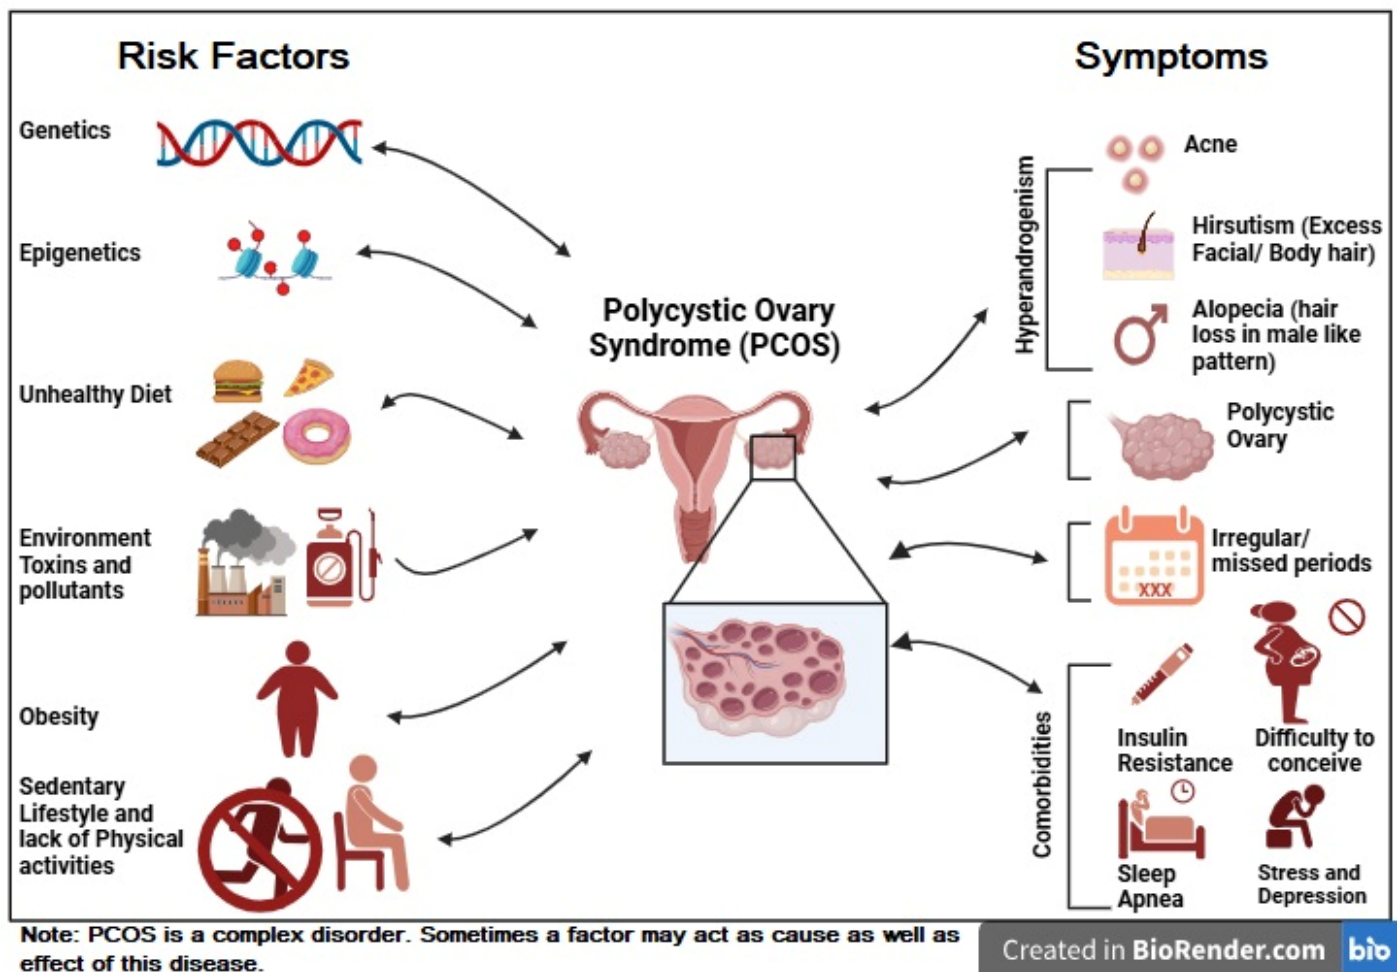 Risk Factors
Symptoms
Genetics
Epigenetics
Unhealthy Diet
Environment
Toxins and
pollutants
Obesity
Sedentary
Lifestyle and
lack of Physical
activities
Polycystic Ovary
Syndrome (PCOS)
Hyperandrogenism
Acne
Hirsutism (Excess
Facial/ Body hair)
Alopecia (hair
loss in male like
pattern)
Polycystic
Ovary
XXX
Irregular/
missed periods
Comorbidities
Insulin
Resistance
Difficulty to
conceive
Sleep
Apnea
Stress and
Depression
Note: PCOS is a complex disorder. Sometimes a factor may act as cause as well as
effect of this disease.
Created in BioRender.com bio